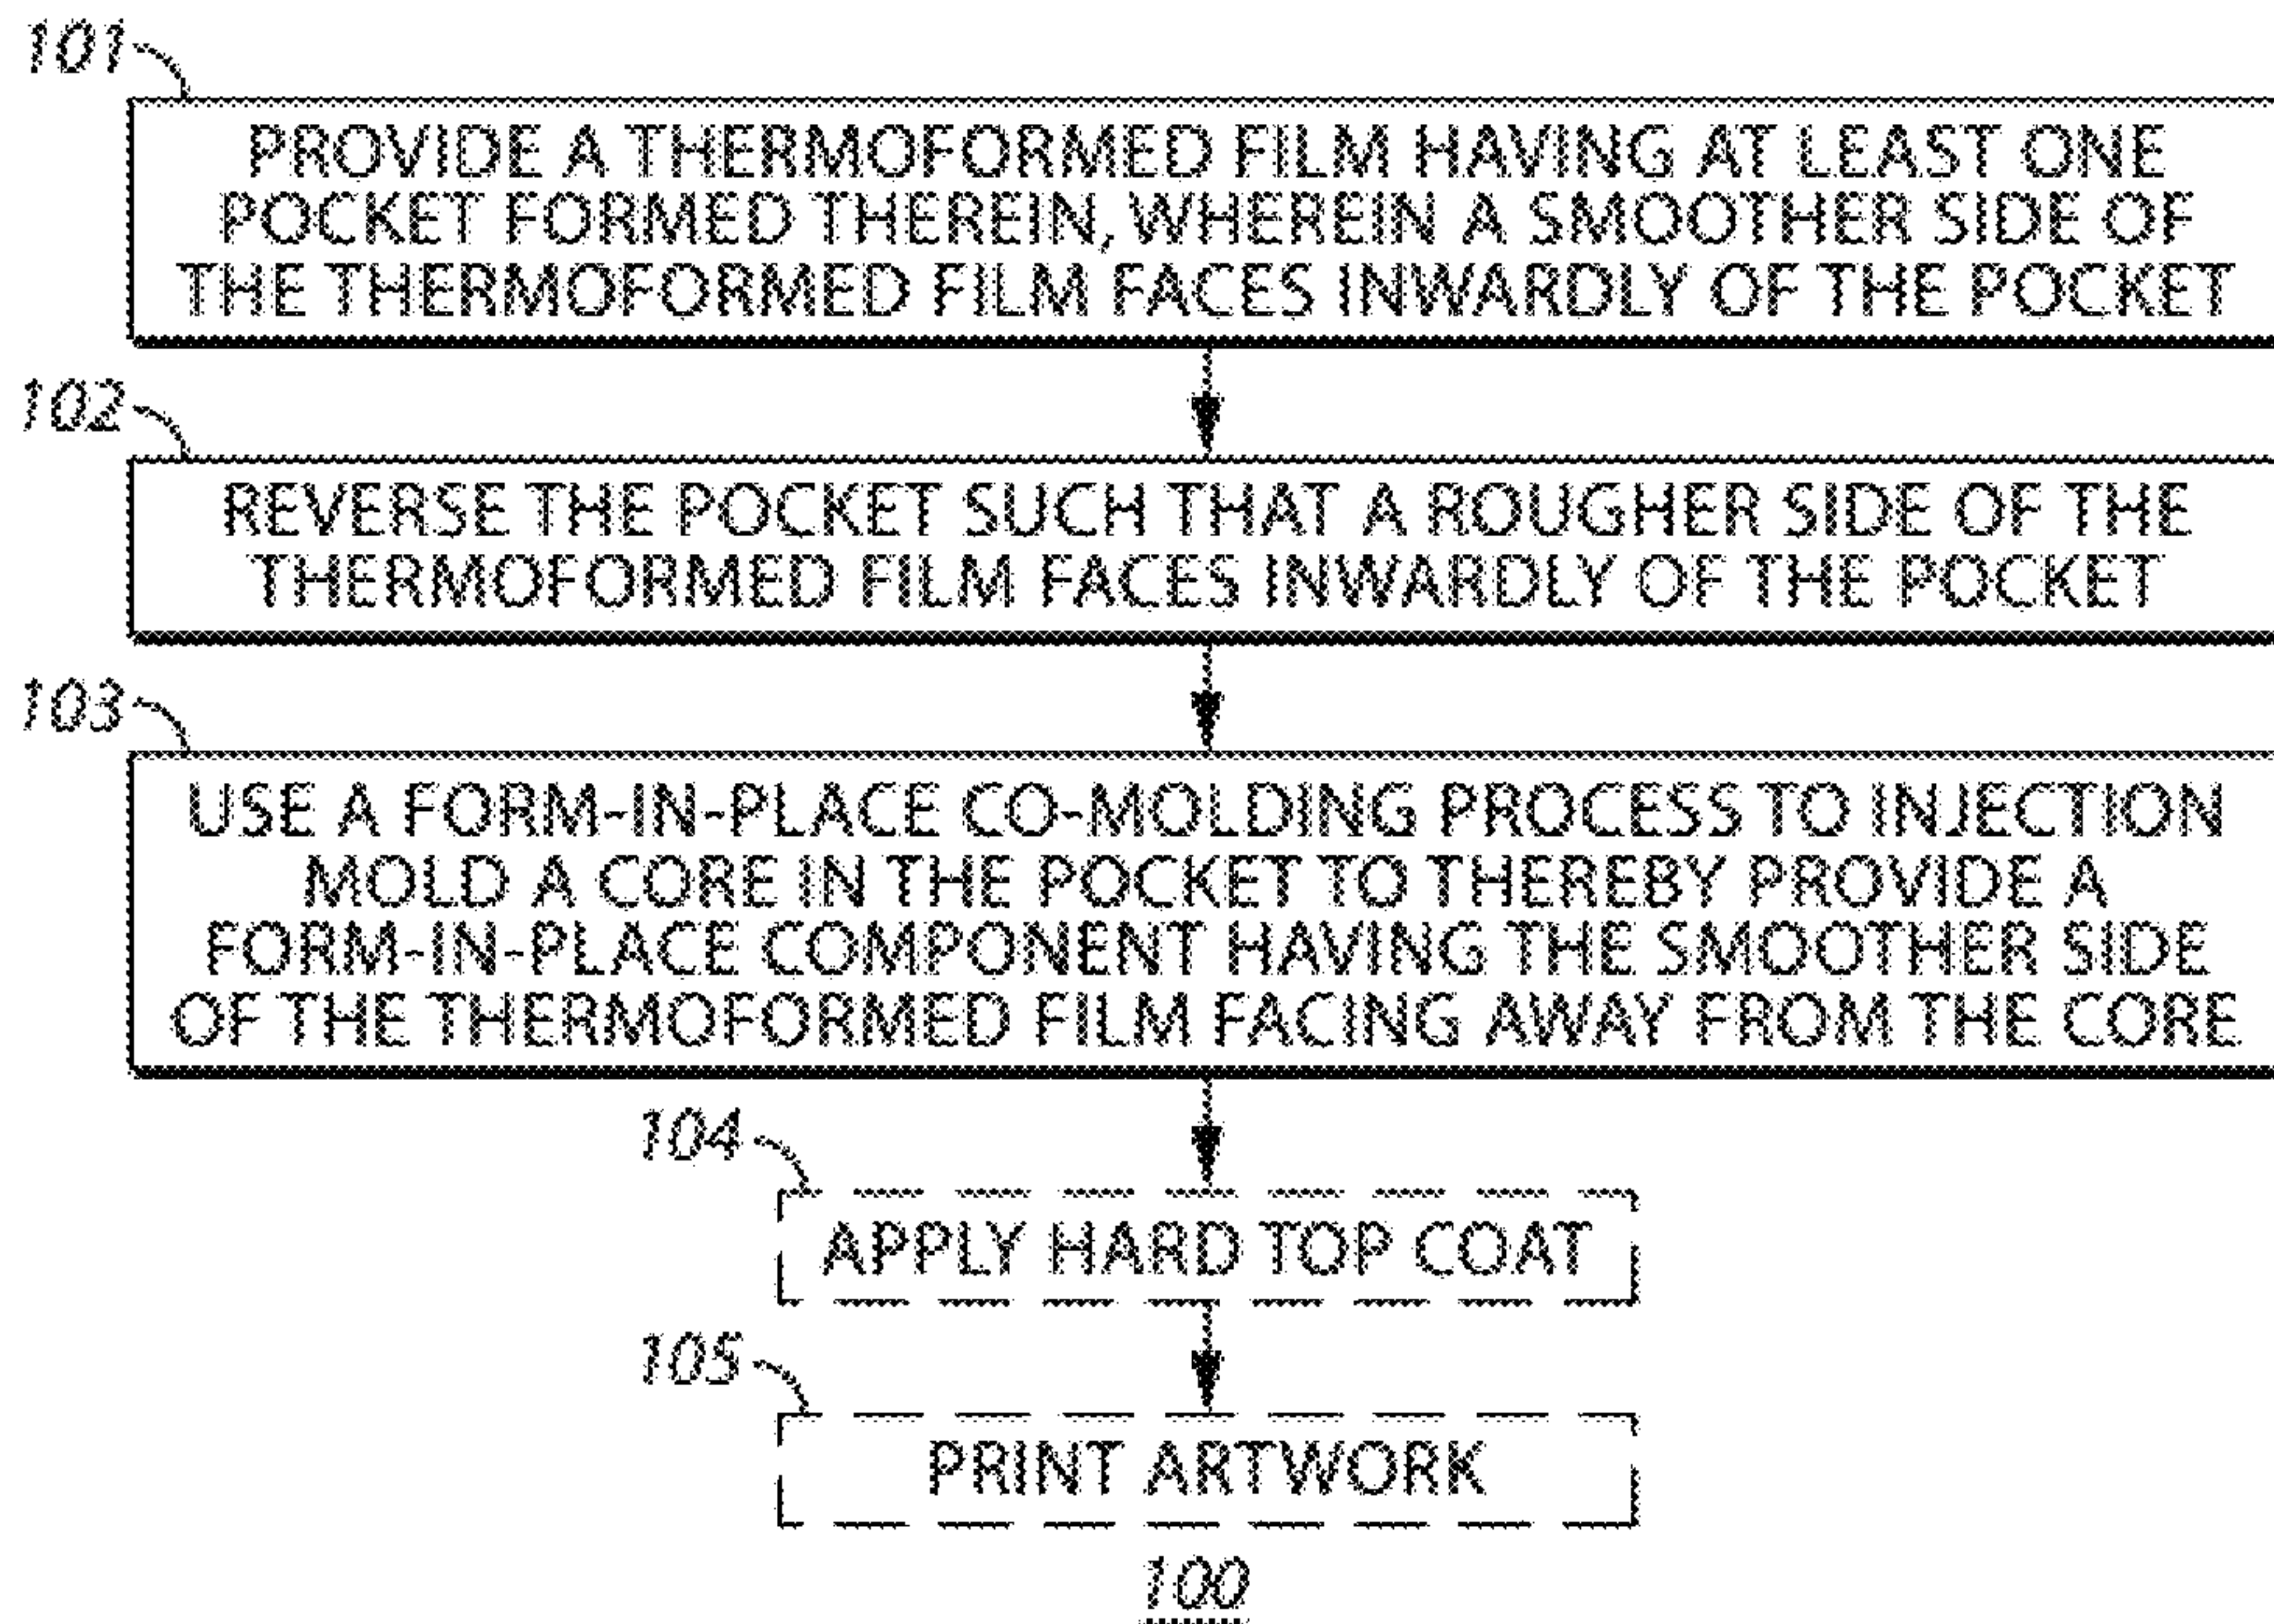 101
PROVIDE A THERMOFORMED FILM HAVING AT LEAST ONE
POCKET FORMED THEREIN, WHEREIN A SMOOTHER SIDE OF
THE THERMOFORMED FILM FACES INWARDLY OF THE POCKET
102
REVERSE THE POCKET SUCH THAT A ROUGHER SIDE OF THE
THERMOFORMED FILM FACES INWARDLY OF THE POCKET
103
USE A FORM-IN-PLACE CO-MOLDING PROCESS TO INJECTION
MOLD A CORE IN THE POCKET TO THEREBY PROVIDE A
FORM-IN-PLACE COMPONENT HAVING THE SMOOTHER SIDE
OF THE THERMOFORMED FILM FACING AWAY FROM THE CORE
104
APPLY HARD TOP COAT
105
PRINT ARTWORK
100